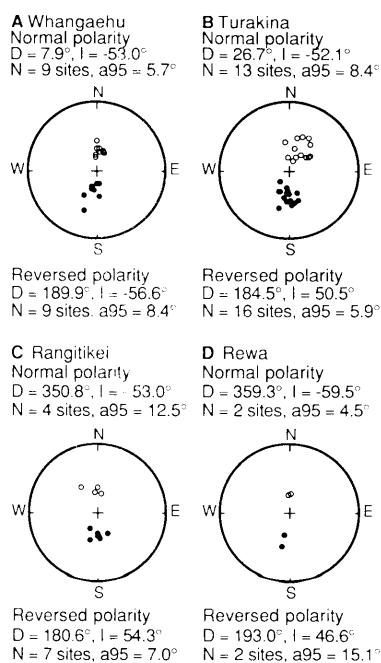 A Whangaehu
Normal polarity
D = 7.9°, I = -53.0°
N = 9 sites, a95 = 5.7°
N
W
E
S
Reversed polarity
D = 189.9°, I = -56.6°
N = 9 sites. a95 = 8.4°
B Turakina
Normal polarity
D = 26.7°, I = -52.1°
N = 13 sites, a95 = 8.4°
N
W
E
S
Reversed polarity
D = 184.5°, I = 50.5°
N = 16 sites, a95 = 5.9°
C Rangitikei
Normal polarity
D = 350.8°, I = - 53.0°
N = 4 sites, a95 = 12.5°
N
W
E
S
Reversed polarity
D = 180.6°, I = 54.3°
N = 7 sites, a95 = 7.0°
D Rewa
Normal polarity
D = 359.3°, I = -59.5°
N = 2 sites, a95 = 4.5°
N
W
E
S
Reversed polarity
D = 193.0°, I = 46.6°
N = 2 sites, a95 = 15.1°